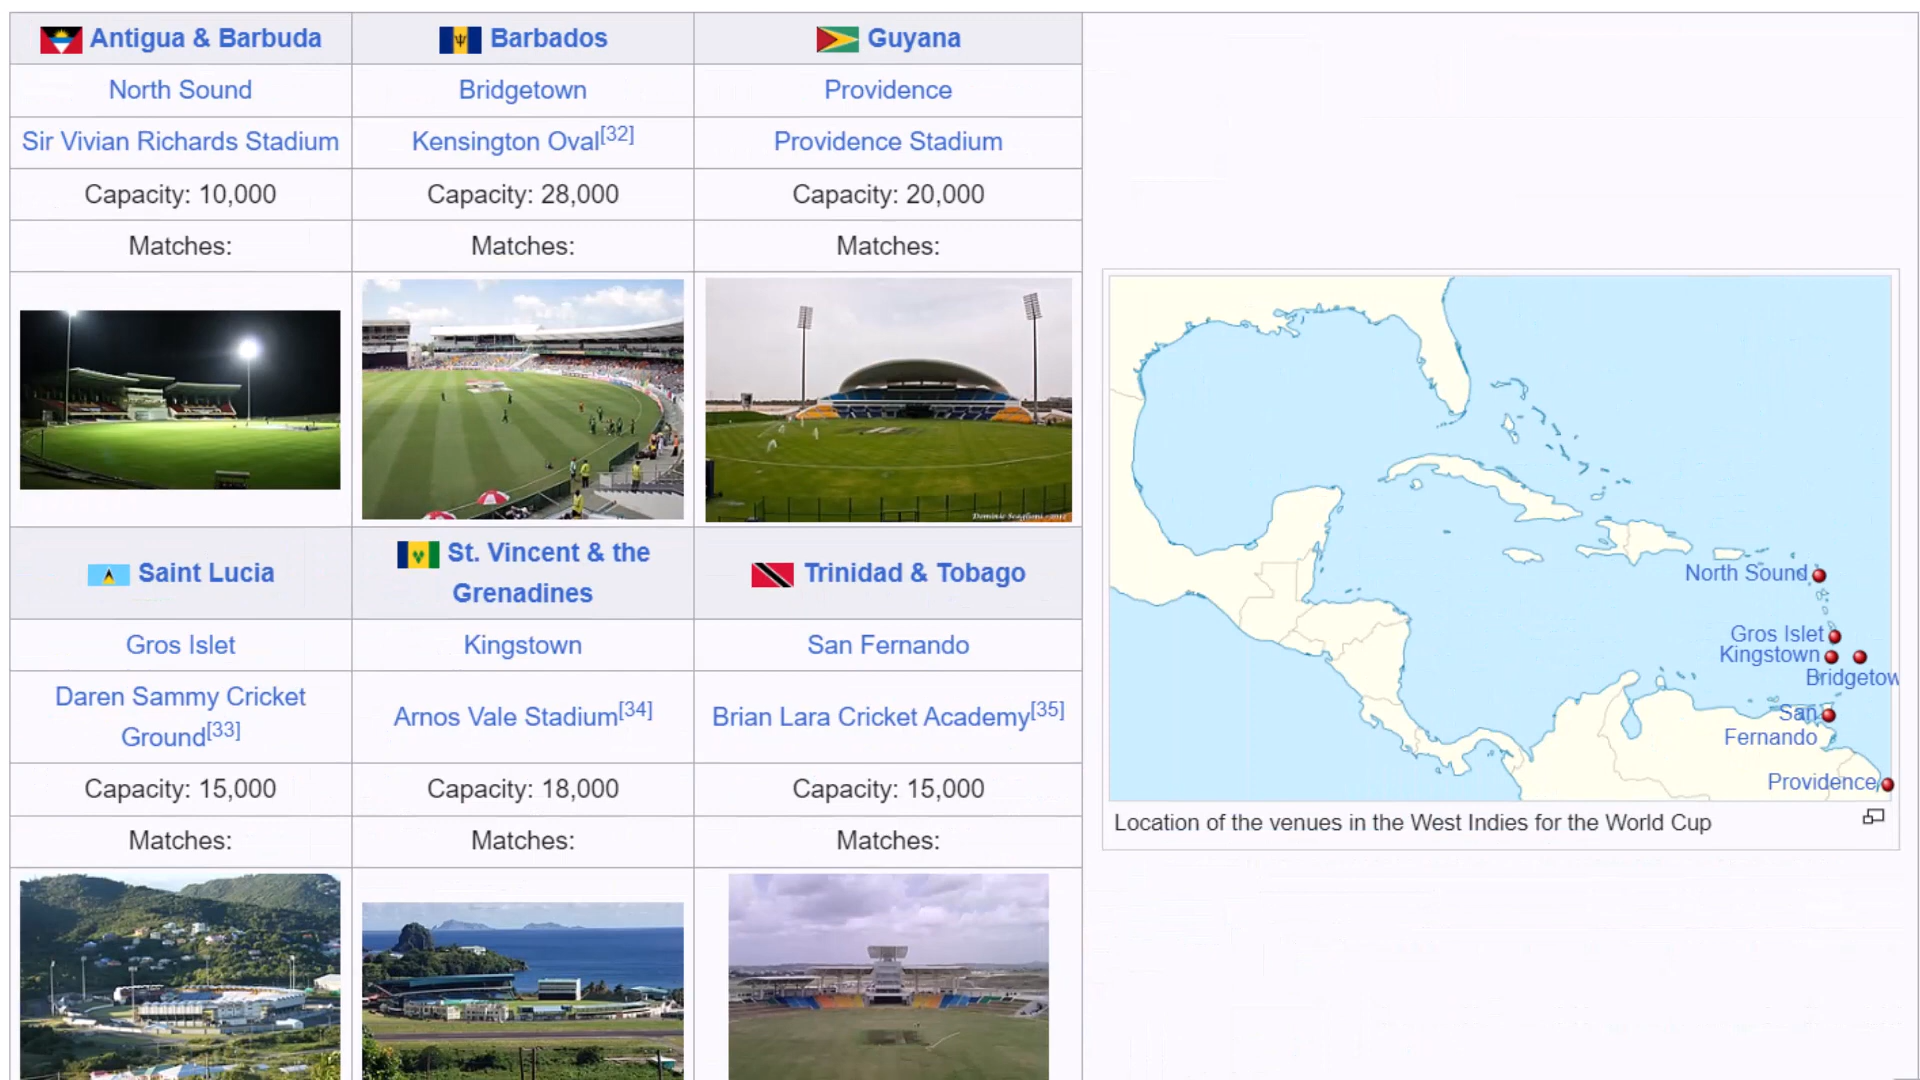 Antigua & Barbuda
Barbados
Guyana
North Sound
Bridgetown
Providence
Sir Vivian Richards Stadium
Kensington Oval[32]
Providence Stadium
Capacity: 10,000
Capacity: 28,000
Capacity: 20,000
Matches:
Matches:
Matches:
Dominic Scaglioni - 2012
Saint Lucia
St. Vincent & the
Grenadines
Trinidad & Tobago
Gros Islet
Kingstown
San Fernando
Daren Sammy Cricket
Ground[33]
Arnos Vale Stadium[34]
Brian Lara Cricket Academy[35]
Capacity: 15,000
Capacity: 18,000
Capacity: 15,000
Matches:
Matches:
Matches:
North Sound
Gros Islet
Kingstown
Bridgetow
San
Fernando
Providence
Location of the venues in the West Indies for the World Cup